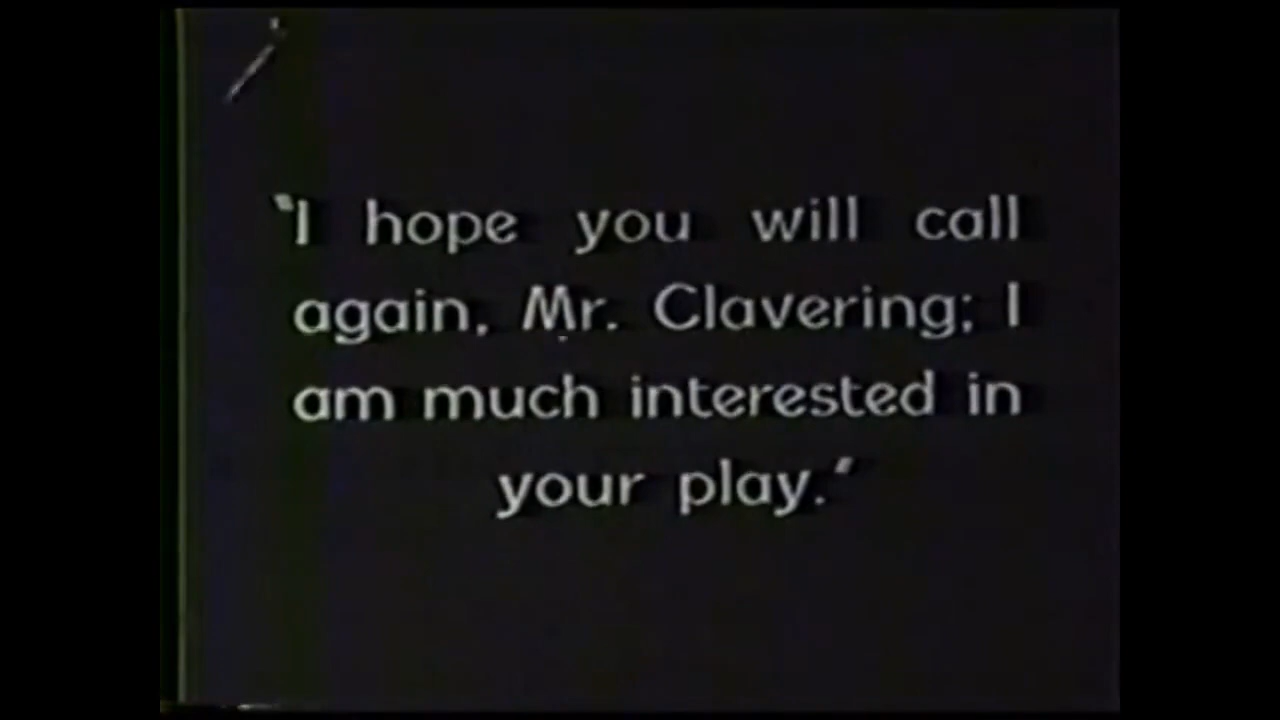 "I hope you will call
again, Mr. Clavering; I
am much interested in
your play."